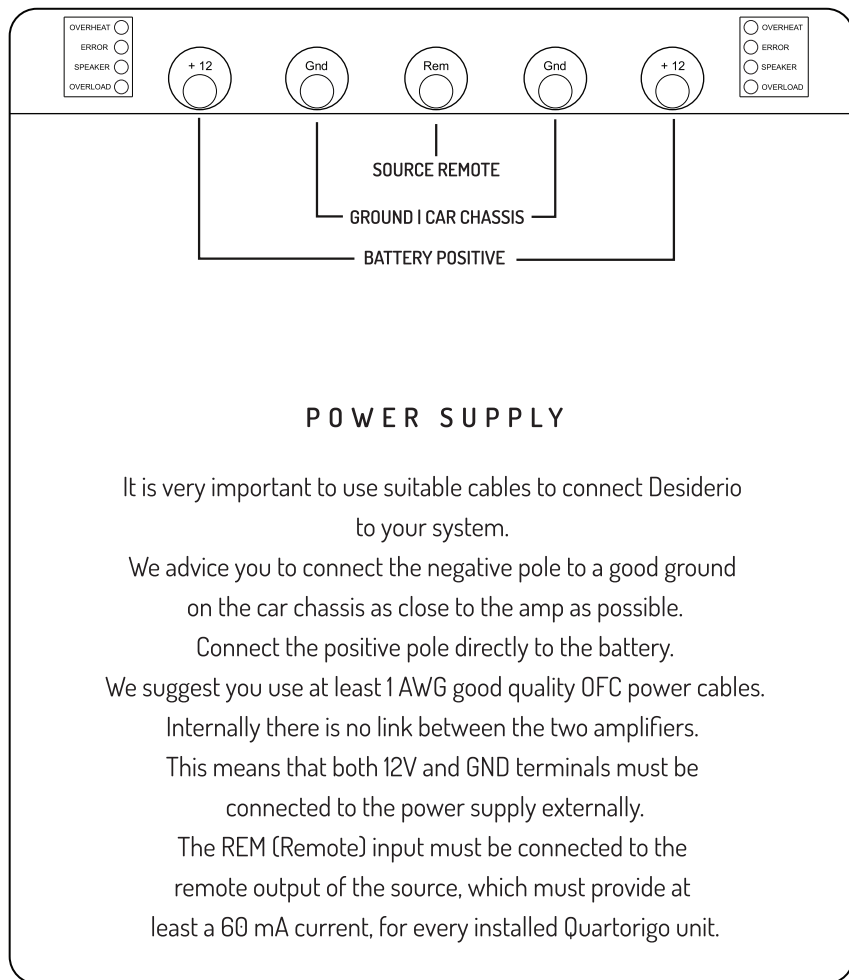 OVERHEAT
ERROR
SPEAKER
OVERLOAD
+ 12
Gnd
Rem
Gnd
+ 12
OVERHEAT
ERROR
SPEAKER
OVERLOAD
SOURCE REMOTE
GROUND | CAR CHASSIS
BATTERY POSITIVE
POWER SUPPLY
It is very important to use suitable cables to connect Desiderio
to your system.
We advice you to connect the negative pole to a good ground
on the car chassis as close to the amp as possible.
Connect the positive pole directly to the battery.
We suggest you use at least 1 AWG good quality OFC power cables.
Internally there is no link between the two amplifiers.
This means that both 12V and GND terminals must be
connected to the power supply externally.
The REM (Remote) input must be connected to the
remote output of the source, which must provide at
least a 60 mA current, for every installed Quartorigo unit.